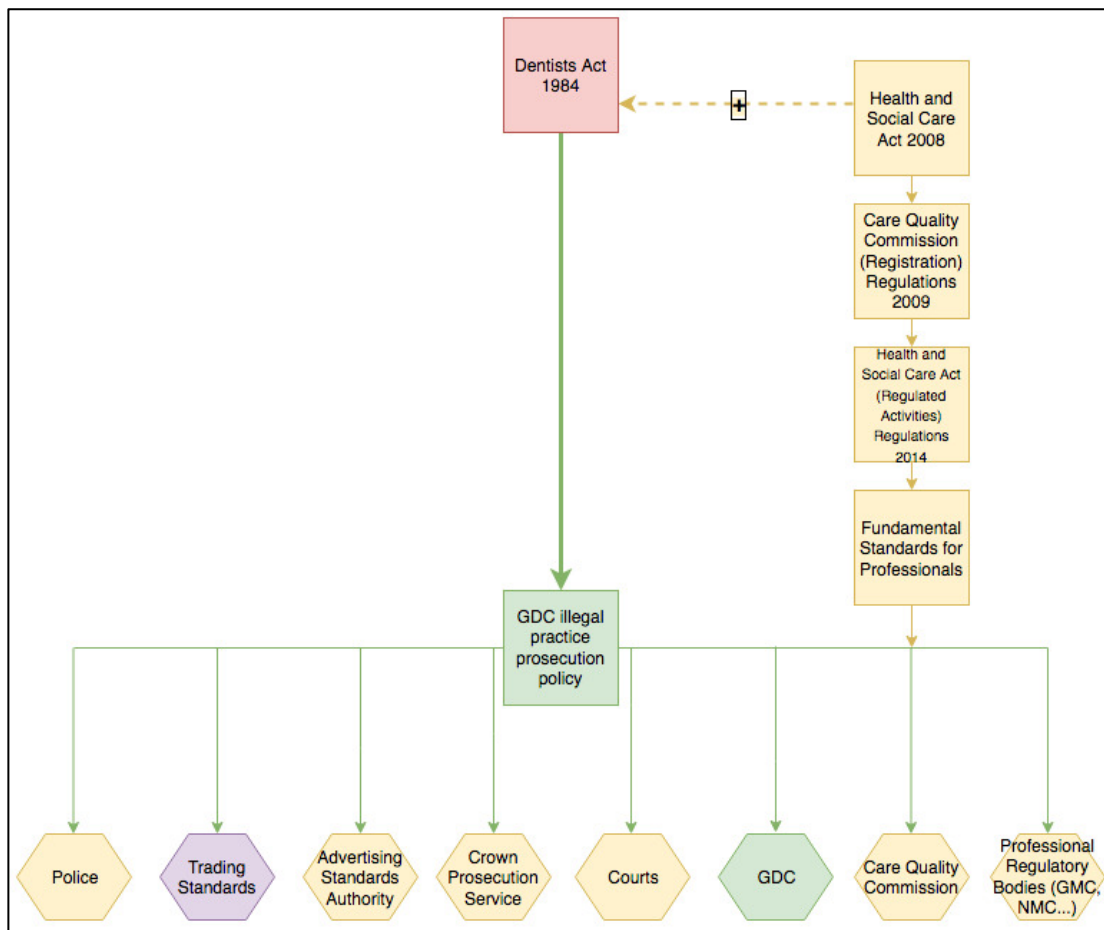 Dentists Act
1984
+
Health and
Social Care
Act 2008
Care Quality
Commission
(Registration)
Regulations
2009
Health and
Social Care Act
(Regulated
Activities)
Regulations
2014
Fundamental
Standards for
Professionals
GDC illegal
practice
prosecution
policy
Police
Trading
Standards
Advertising
Standards
Authority
Crown
Prosecution
Service
Courts
GDC
Care Quality
Commission
Professional
Regulatory
Bodies (GMC,
NMC...)